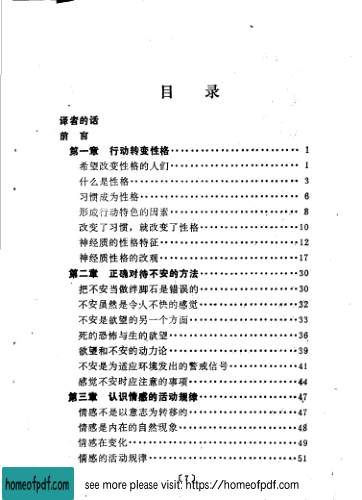 目 录
译者的话
前 言
第一章 行动转变性格 1
希望改变性格的人们 1
什么是性格 3
习惯成为性格 6
形成行动特色的因素 8
改变了习惯，就改变了性格 10
神经质的性格特征 12
神经质性格的改观 17
第二章 正确对待不安的方法 30
把不安当做绊脚石是错误的 30
不安虽然是令人不快的感觉 32
不安是欲望的另一个方面 33
死的恐怖与生的欲望 36
欲望和不安的动力论 39
不安是为适应环境发出的警戒信号 41
感觉不安时应注意的事项 44
第三章 认识情感的活动规律 47
情感不是以意志为转移的 47
情感是内在的自然现象 48
情感在变化 49
情感的活动规律 51
homeofpdf.com
see more please visit: https://homeofpdf.com